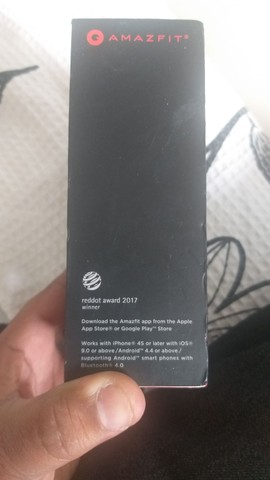 AMAZFIT®
reddot award 2017
winner
Download the Amazfit app from the Apple
App Store® or Google Play™ Store
Works with iPhone® 4S or later with iOS®
9.0 or above/Android™ 4.4 or above/
supporting Android™ smart phones with
Bluetooth® 4.0